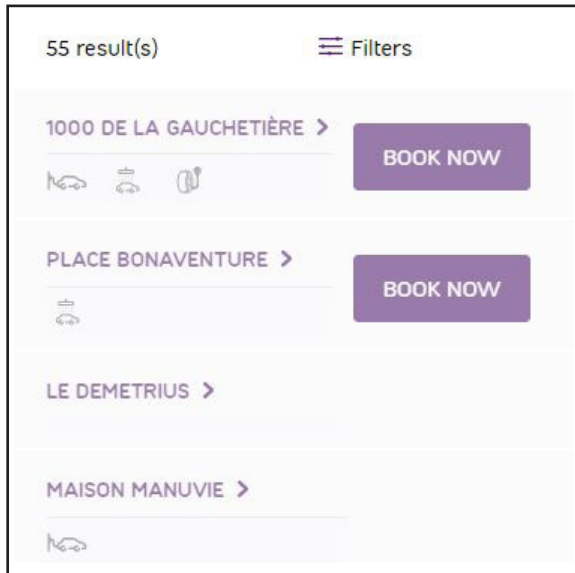 55 result(s) Filters
1000 DE LA GAUCHETIÈRE
BOOK NOW
PLACE BONAVENTURE
BOOK NOW
LE DEMETRIUS
MAISON MANUVIE